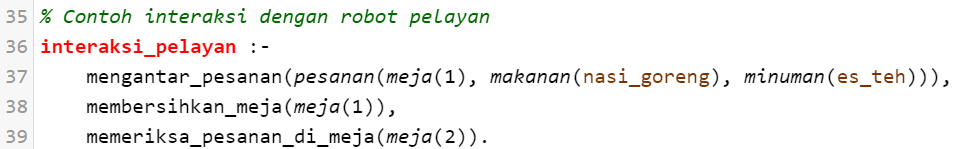 35 % Contoh interaksi dengan robot pelayan
36 interaksi_pelayan :-
37 mengantar_pesanan(pesanan(meja(1), makanan(nasi_goreng), minuman(es_teh))),
38 membersihkan_meja(meja(1)),
39 memeriksa_pesanan_di_meja(meja(2)).